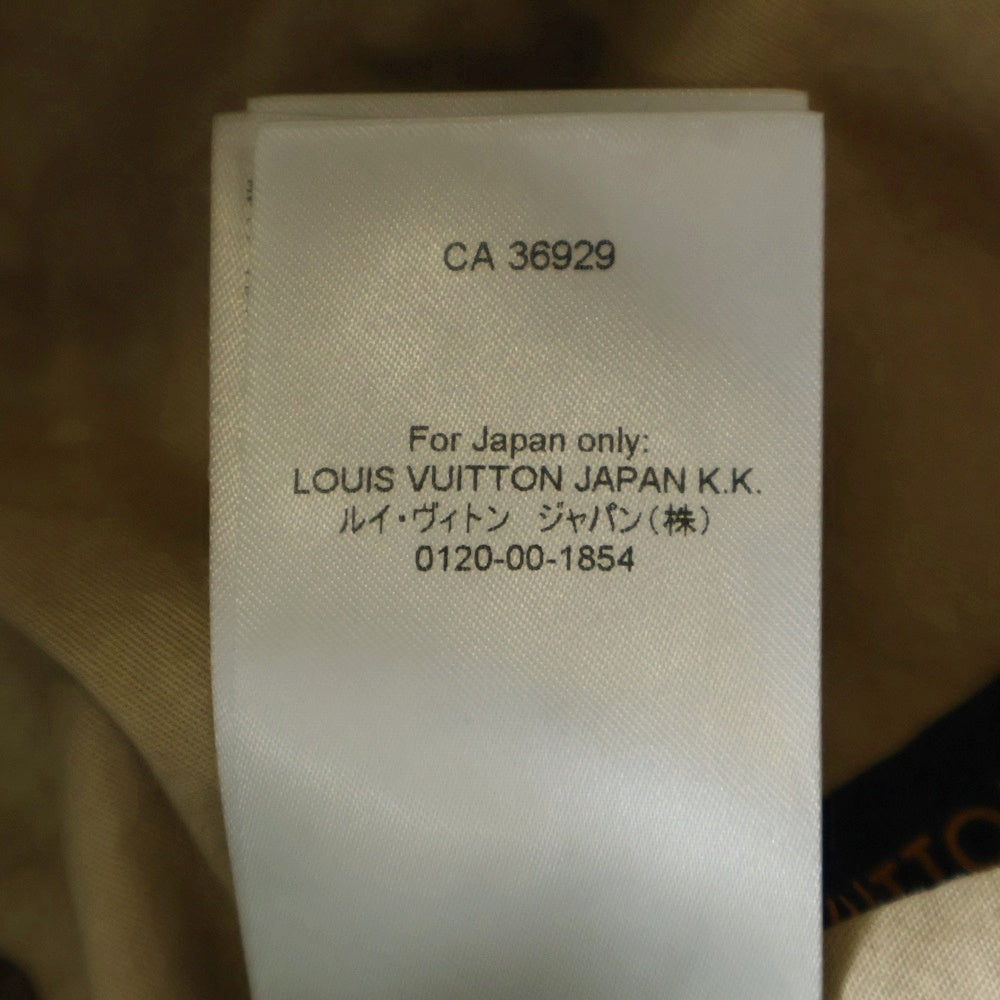 CA 36929
For Japan only:
LOUIS VUITTON JAPAN K.K.
ルイ・ヴィトン　ジャパン(株)
0120-00-1854